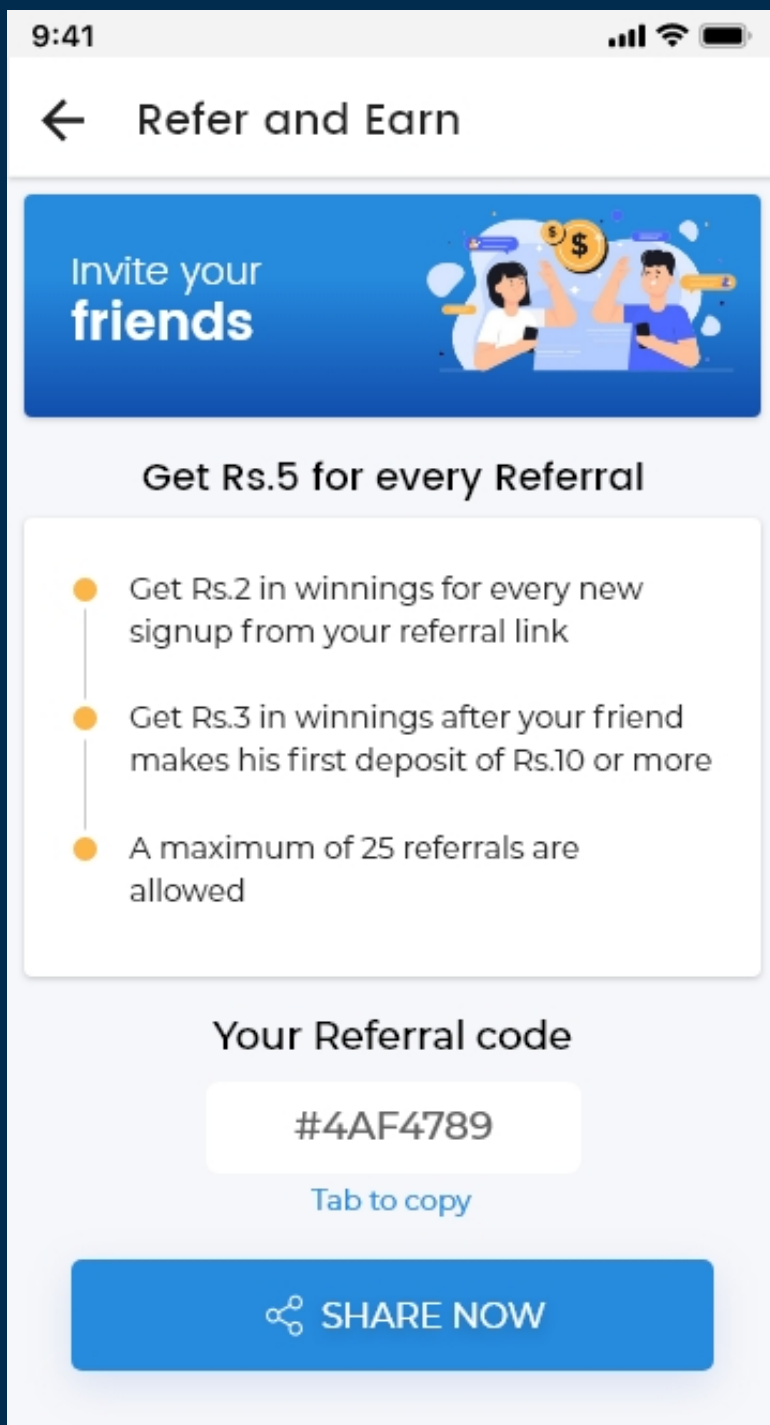 9:41
Refer and Earn
Invite your
friends
$ $
Get Rs.5 for every Referral
Get Rs.2 in winnings for every new
signup from your referral link
Get Rs.3 in winnings after your friend
makes his first deposit of Rs.10 or more
A maximum of 25 referrals are
allowed
Your Referral code
#4AF4789
Tab to copy
SHARE NOW